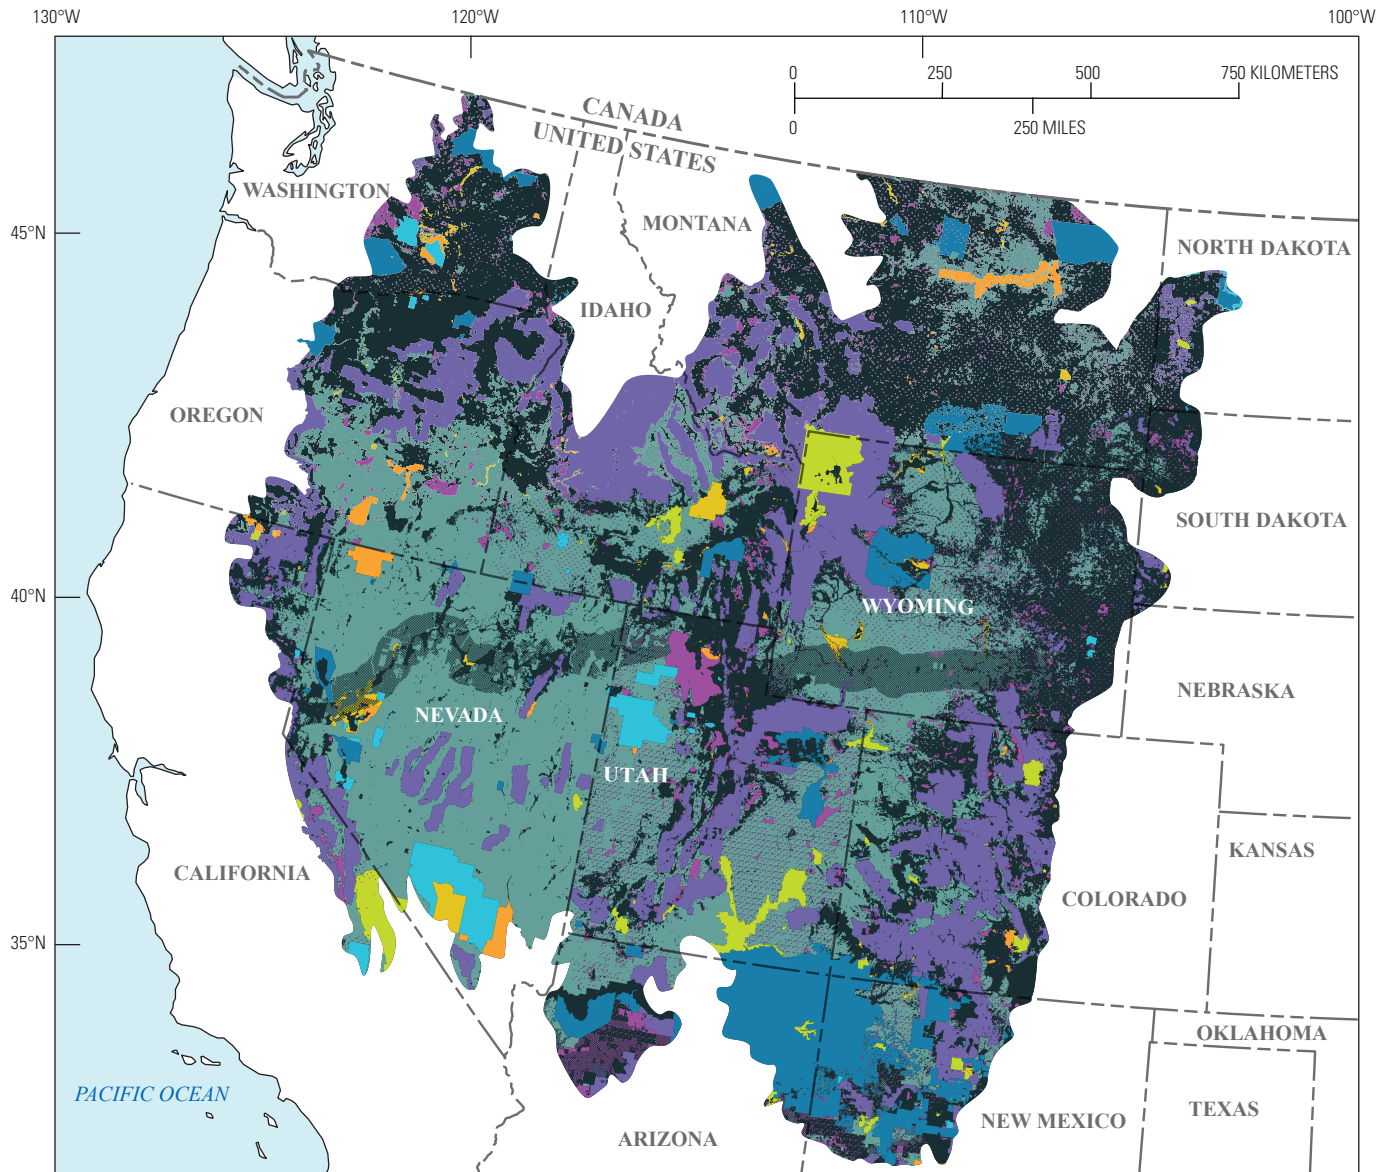 130°W
120°W
110°W
100°W
0
250
500
750 KILOMETERS
0
250 MILES
CANADA
UNITED STATES
WASHINGTON
MONTANA
45°N
NORTH DAKOTA
IDAHO
OREGON
SOUTH DAKOTA
40°N
WYOMING
NEBRASKA
NEVADA
UTAH
KANSAS
CALIFORNIA
COLORADO
35°N
OKLAHOMA
PACIFIC OCEAN
TEXAS
NEW MEXICO
ARIZONA